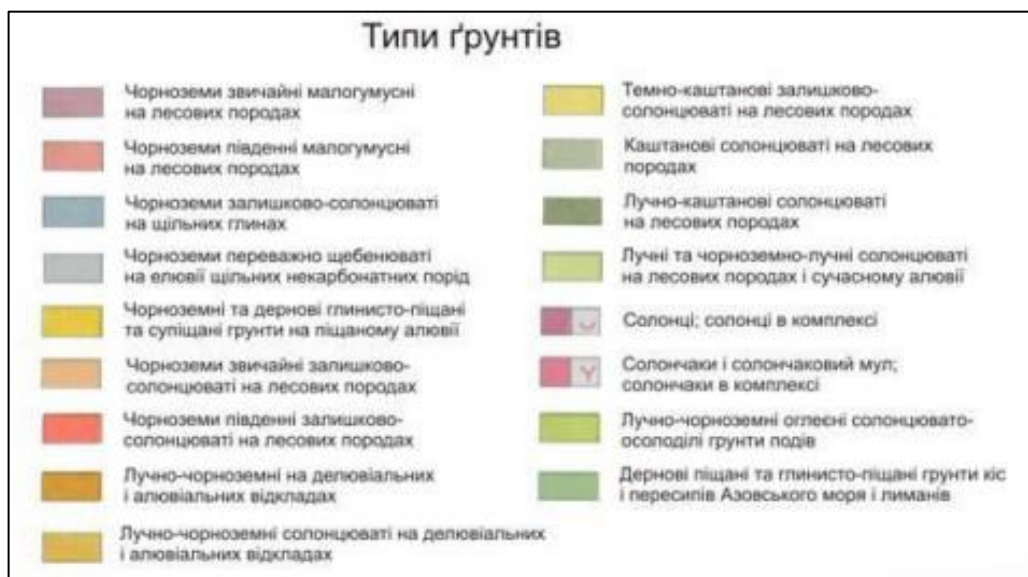 Типи ґрунтів
Чорноземи звичайні малогумусні
на лесових породах
Чорноземи південні малогумусні
на лесових породах
Чорноземи залишково-солонцюваті
на щільних глинах
Чорноземи переважно щебенюваті
на елювії щільних некарбонатних порід
Чорноземні та дернові глинисто-піщані
та супіщані грунти на піщаному алювії
Чорноземи звичайні залишково-
солонцюваті на лесових породах
Чорноземи південні залишково-
солонцюваті на лесових породах
Лучно-чорноземні на делювіальних
і алювіальних відкладах
Лучно-чорноземні солонцюваті на делювіальних
і алювіальних відкладах
Темно-каштанові залишково-
солонцюваті на лесових породах
Каштанові солонцюваті на лесових
породах
Лучно-каштанові солонцюваті
на лесових породах
Лучні та чорноземно-лучні солонцюваті
на лесових породах і сучасному алювії
Солонці; солонці в комплексі
Солончаки і солончаковий мул;
солончаки в комплексі
Лучно-чорноземні оглеєні солонцювато-
осолоділі грунти подів
Дернові піщані та глинисто-піщані грунти кіс
і пересипів Азовського моря і лиманів